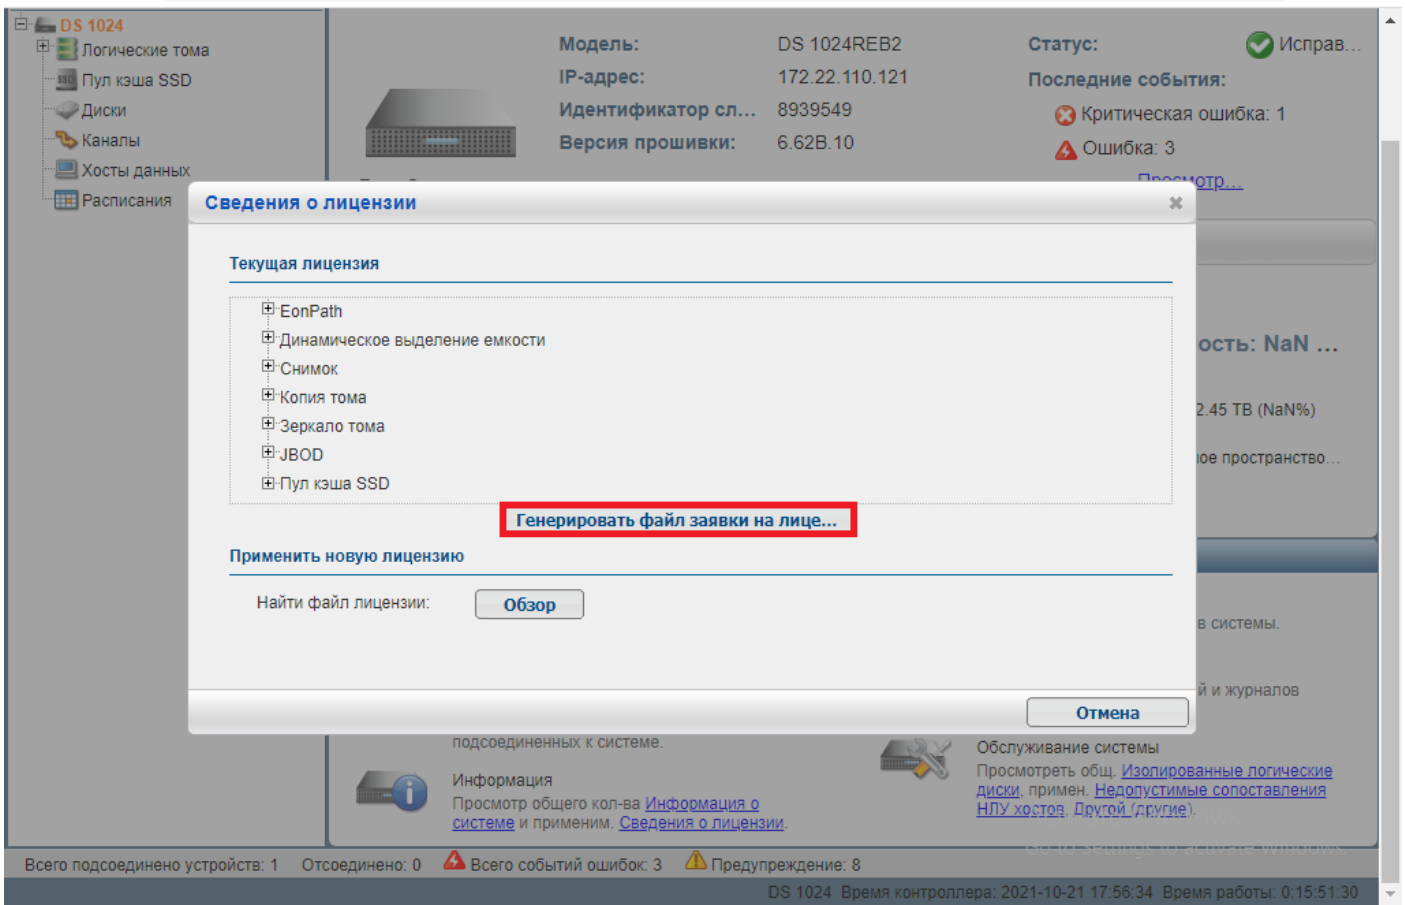 DS 1024
Логические тома
Пул кэша SSD
Диски
Каналы
Хосты данных
Расписания
Модель: DS 1024REB2
IP-адрес: 172.22.110.121
Идентификатор сл... 8939549
Версия прошивки: 6.62B.10
Статус: Исправ...
Последние события:
Критическая ошибка: 1
Ошибка: 3
Просмотр...
Сведения о лицензии
Текущая лицензия
EonPath
Динамическое выделение емкости
Снимок
Копия тома
Зеркало тома
JBOD
Пул кэша SSD
Генерировать файл заявки на лице...
Применить новую лицензию
Найти файл лицензии: Обзор
Отмена
ость: NaN ...
2.45 TB (NaN%)
ое пространство...
в системы.
й и журналов
подсоединенных к системе.
Информация
Просмотр общего кол-ва Информация о
системе и применим. Сведения о лицензии.
Обслуживание системы
Просмотреть общ. Изолированные логические
диски, примен. Недопустимые сопоставления
НЛУ хостов, Другой (другие).
Go to Settings to activate Windows.
Всего подсоединено устройств: 1 Отсоединено: 0 Всего событий ошибок: 3 Предупреждение: 8
DS 1024 Время контроллера: 2021-10-21 17:56:34 Время работы: 0:15:51:30